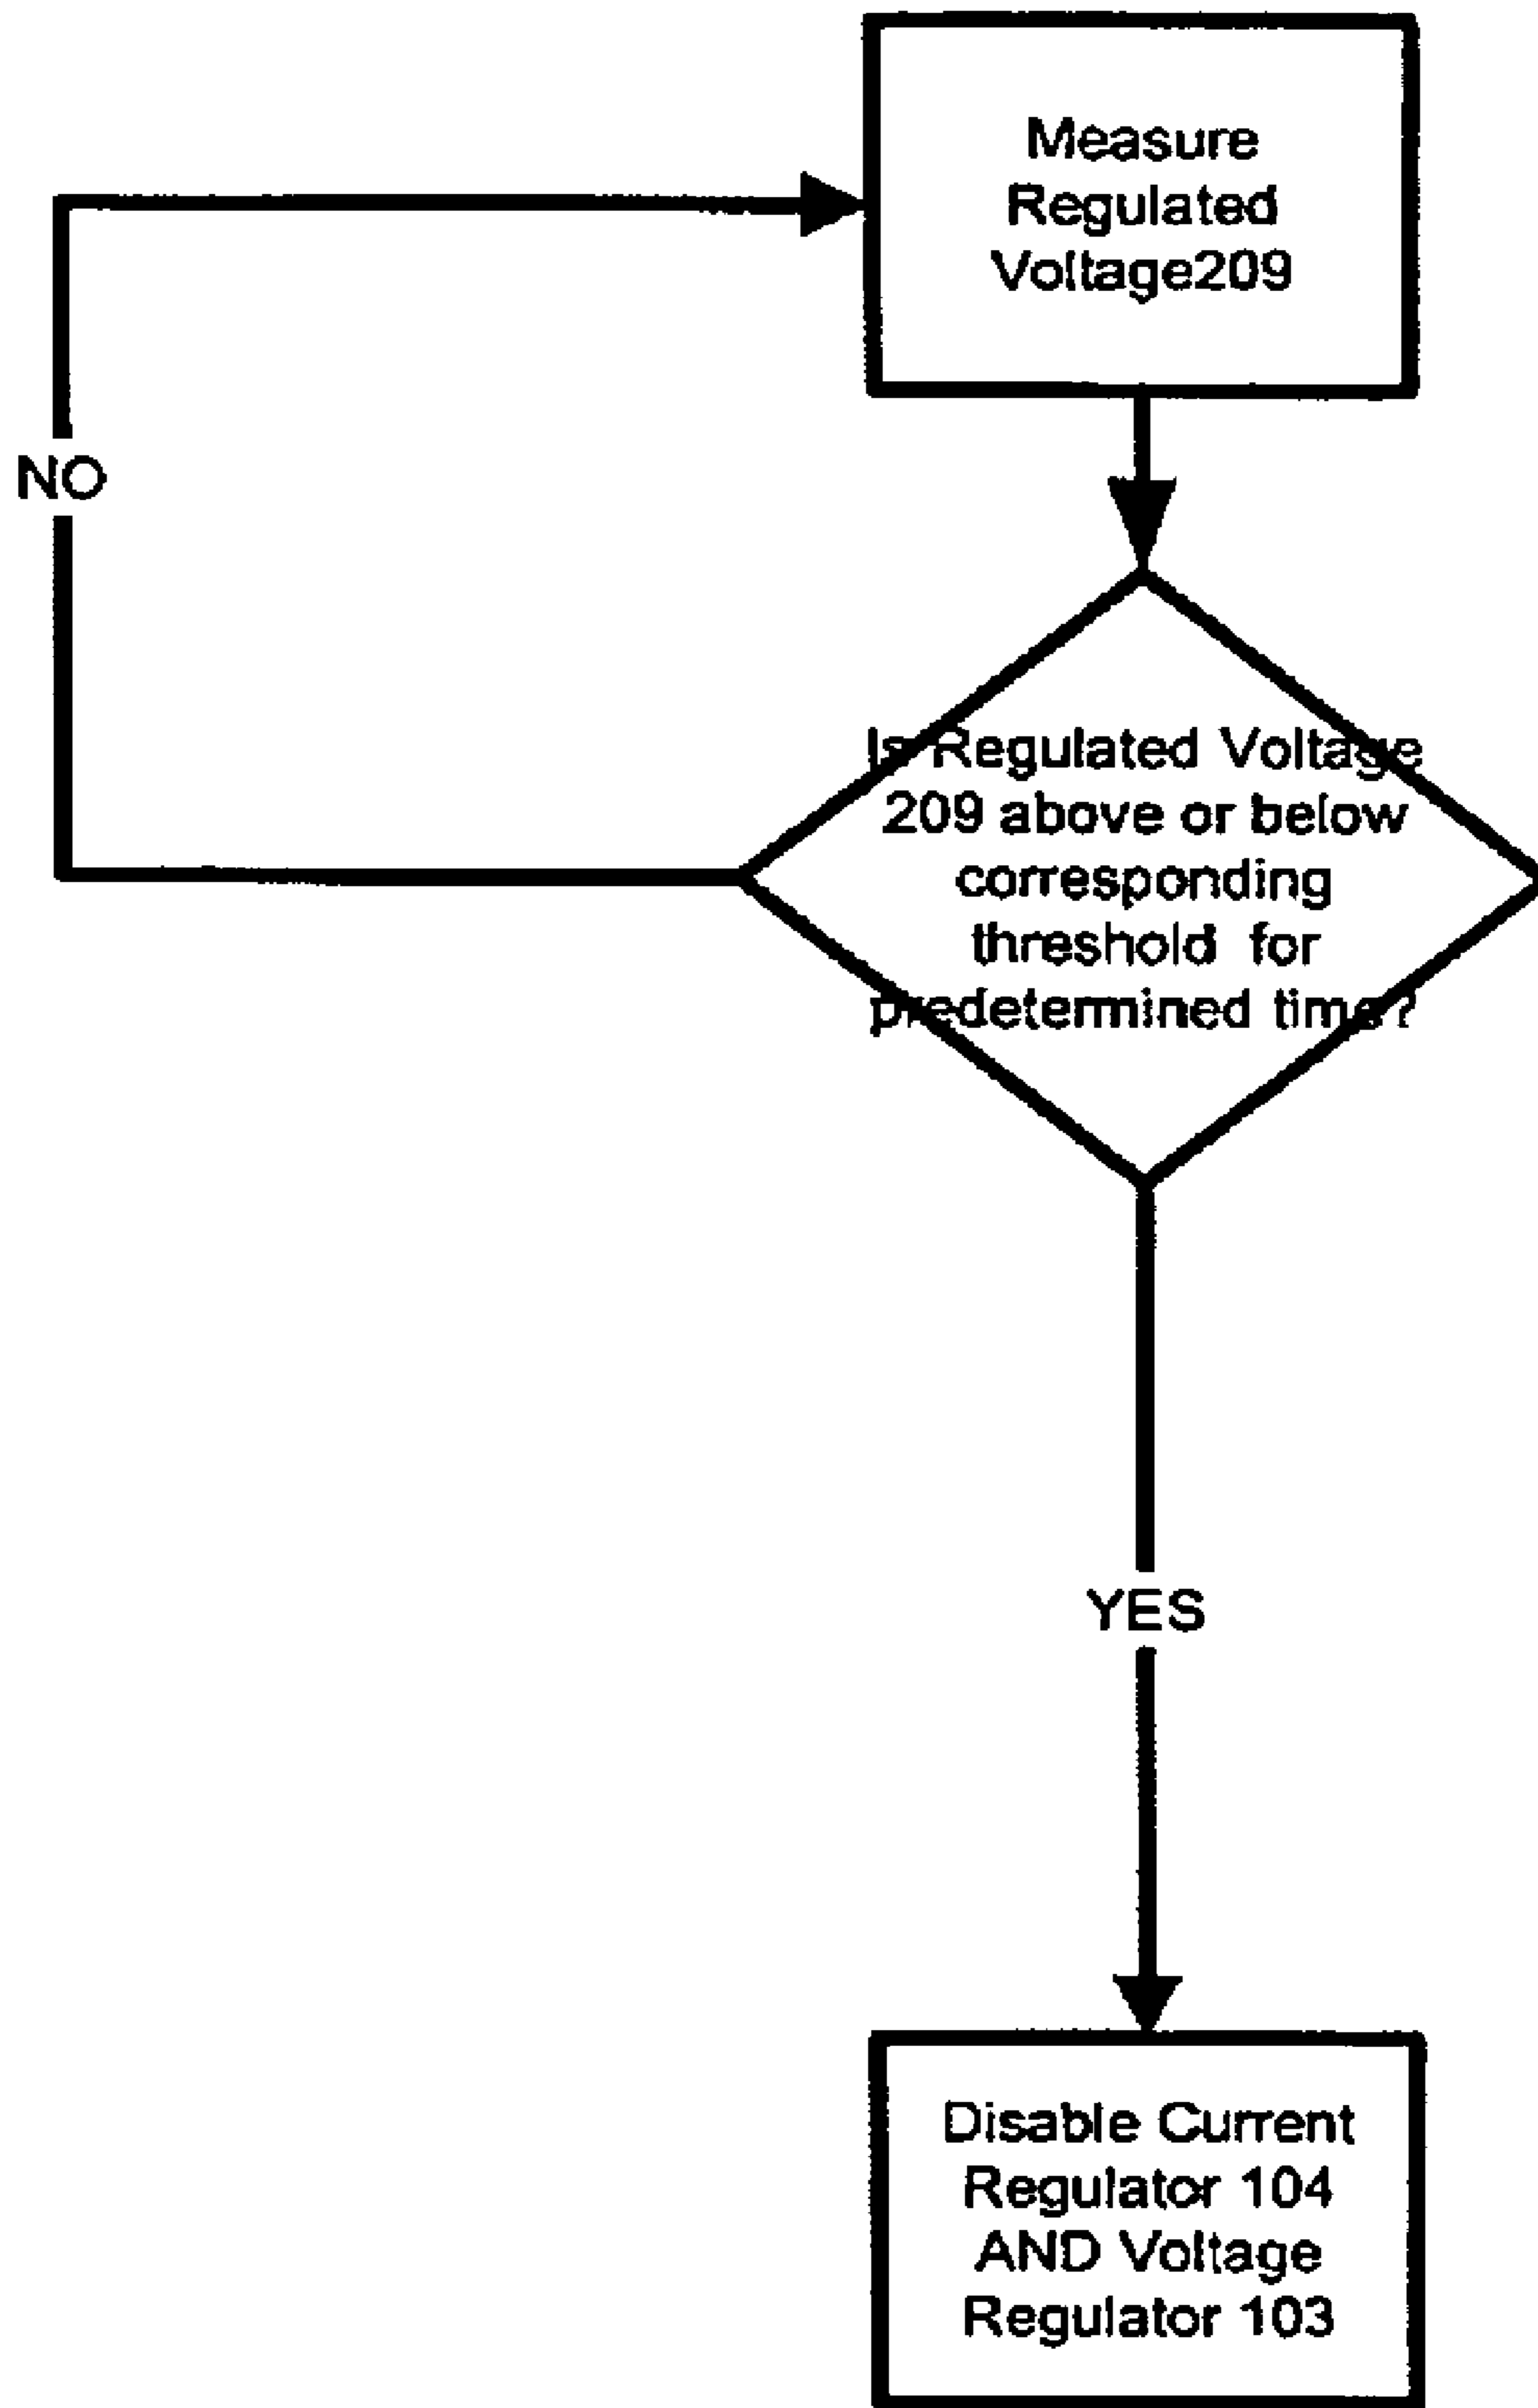 Measure
Regulated
Voltage209
NO
Is Regulated Voltage
209 above or below
corresponding
threshold for
predetermined time?
YES
Disable Current
Regulator 104
AND Voltage
Regulator 103